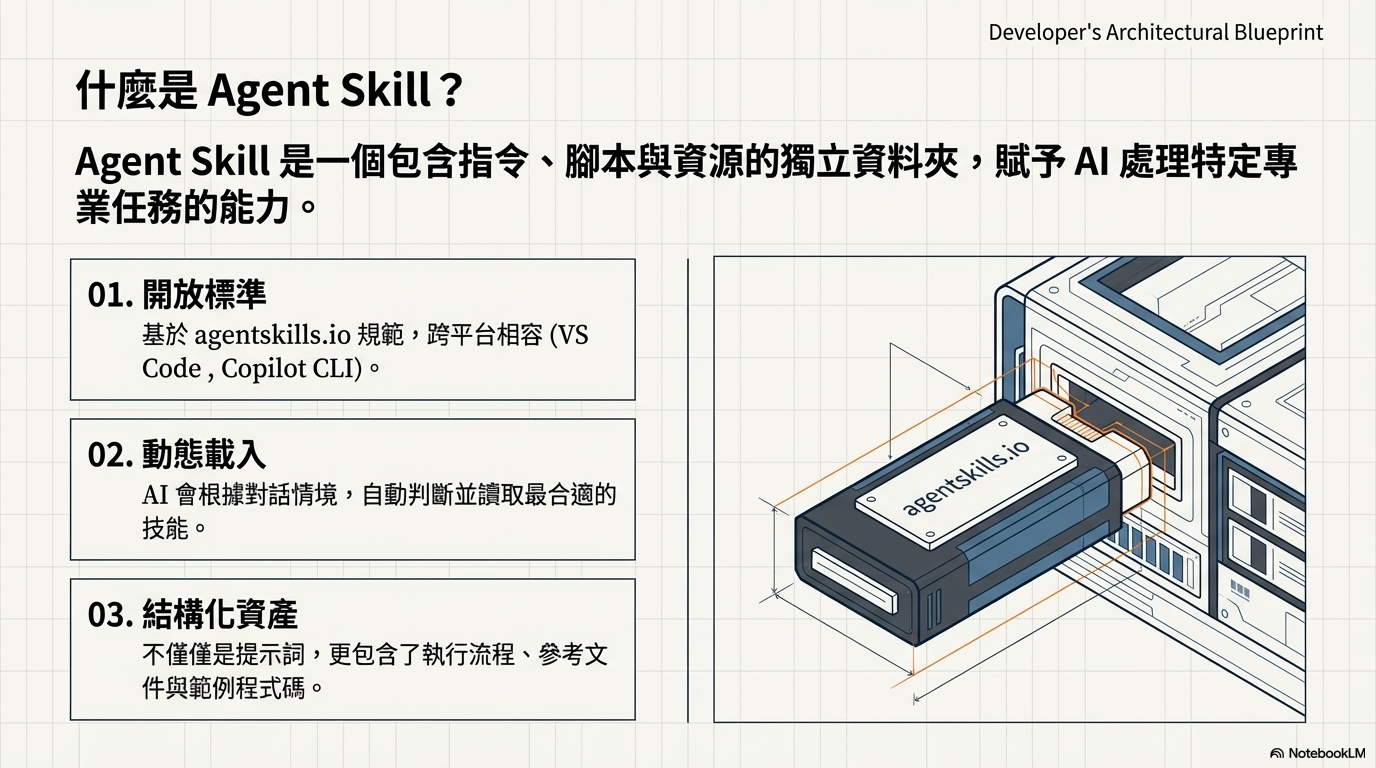 Developer's Architectural Blueprint
什麼是 Agent Skill？
Agent Skill 是一個包含指令、腳本與資源的獨立資料夾，賦予 AI 處理特定專
業任務的能力。
01. 開放標準
基於 agentskills.io 規範，跨平台相容 (VS
Code , Copilot CLI)。
02. 動態載入
AI 會根據對話情境，自動判斷並讀取最合適的
技能。
03. 結構化資產
不僅僅是提示詞，更包含了執行流程、參考文
件與範例程式碼。
agentskills.io
NotebookLM